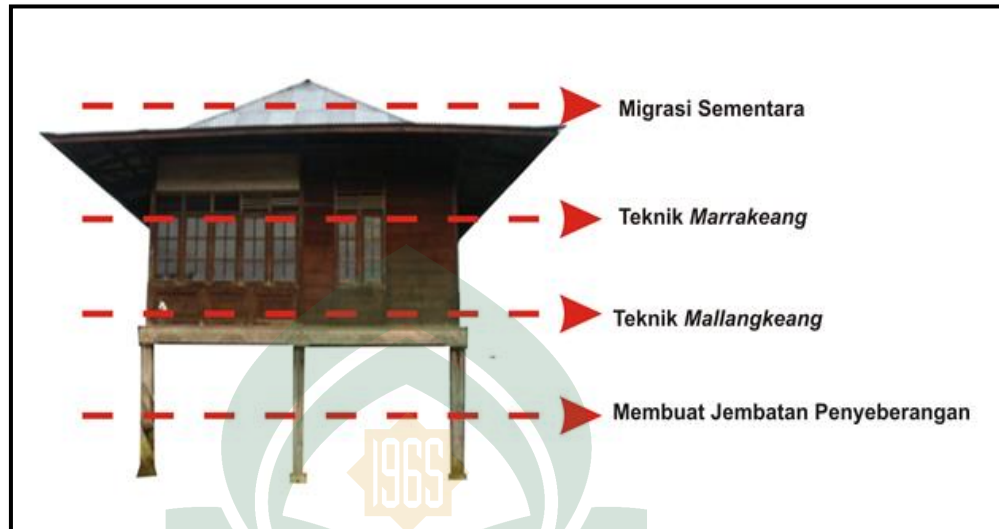 Migrasi Sementara
Teknik Marrakeang
Teknik Mallangkeang
Membuat Jembatan Penyeberangan
1965